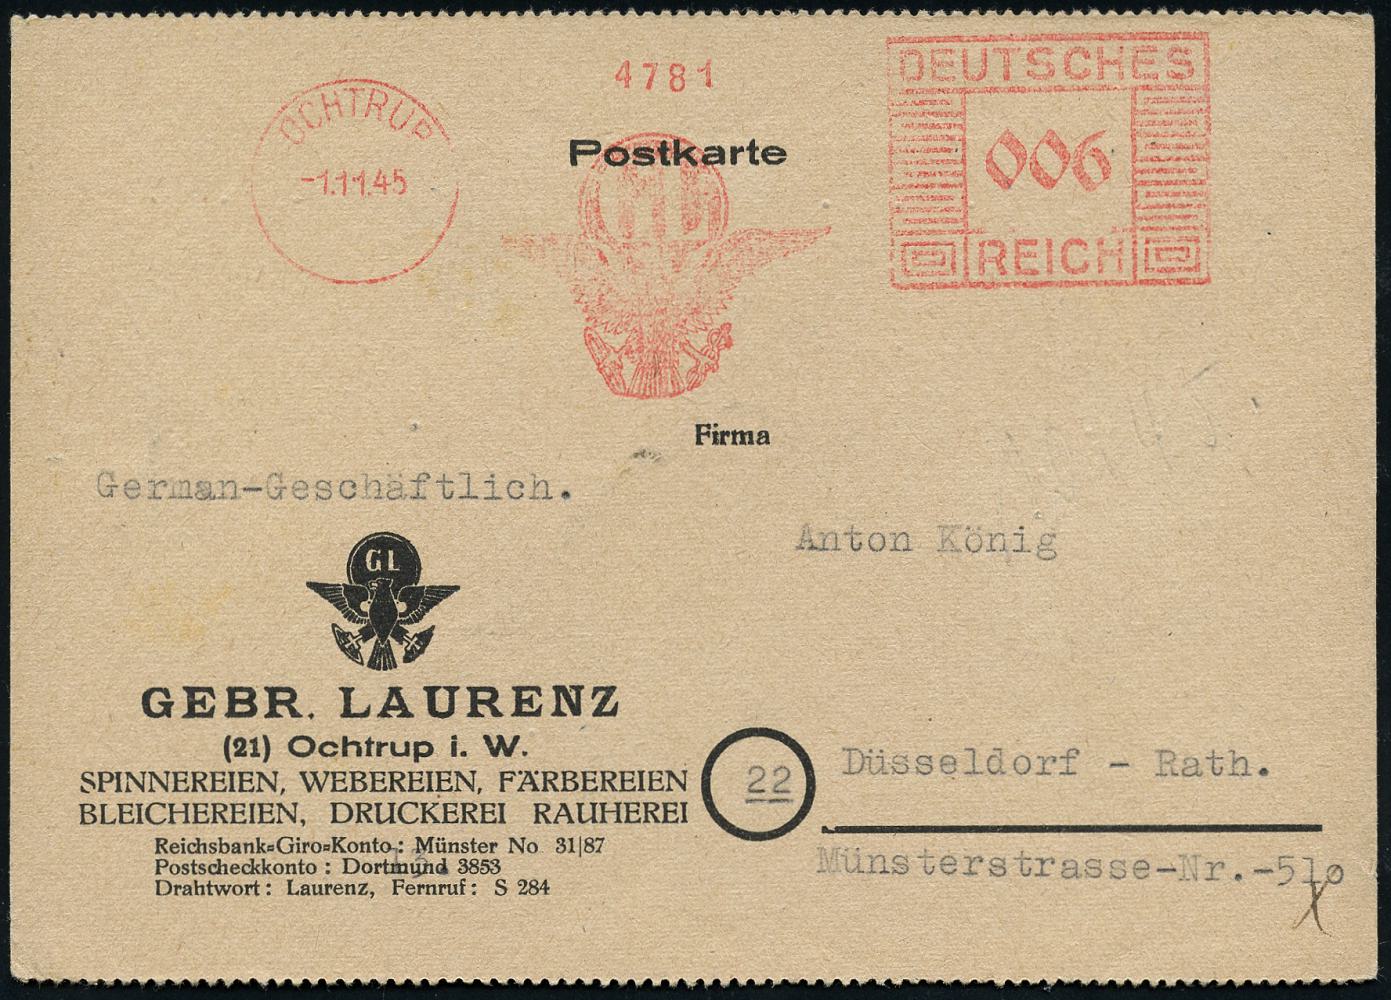 4781
DEUTSCHES
OCHTRUP
-1.11.45
Postkarte
006
REICH
Firma
German-Geschäftlich.
Anton König
GL
GEBR. LAURENZ
(21) Ochtrup i. W.
SPINNEREIEN, WEBEREIEN, FÄRBEREIEN
BLEICHEREIEN, DRUCKEREI RAUHEREI
22
Düsseldorf - Rath.
Reichsbank=Giro=Konto: Münster No 31|87
Postscheckkonto: Dortmund 3853
Drahtwort: Laurenz, Fernruf: S 284
Münsterstrasse-Nr.-510